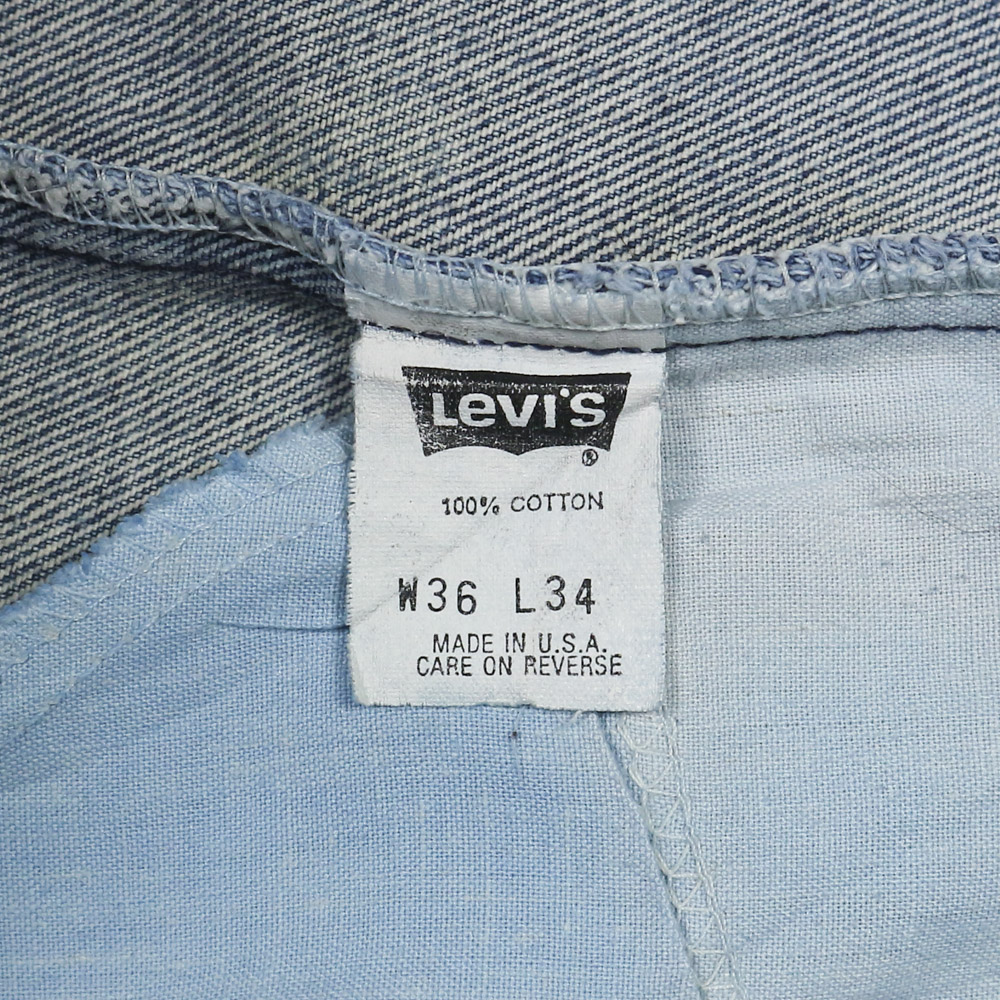 Levi's
®
100% COTTON
W36 L34
MADE IN U.S.A.
CARE ON REVERSE